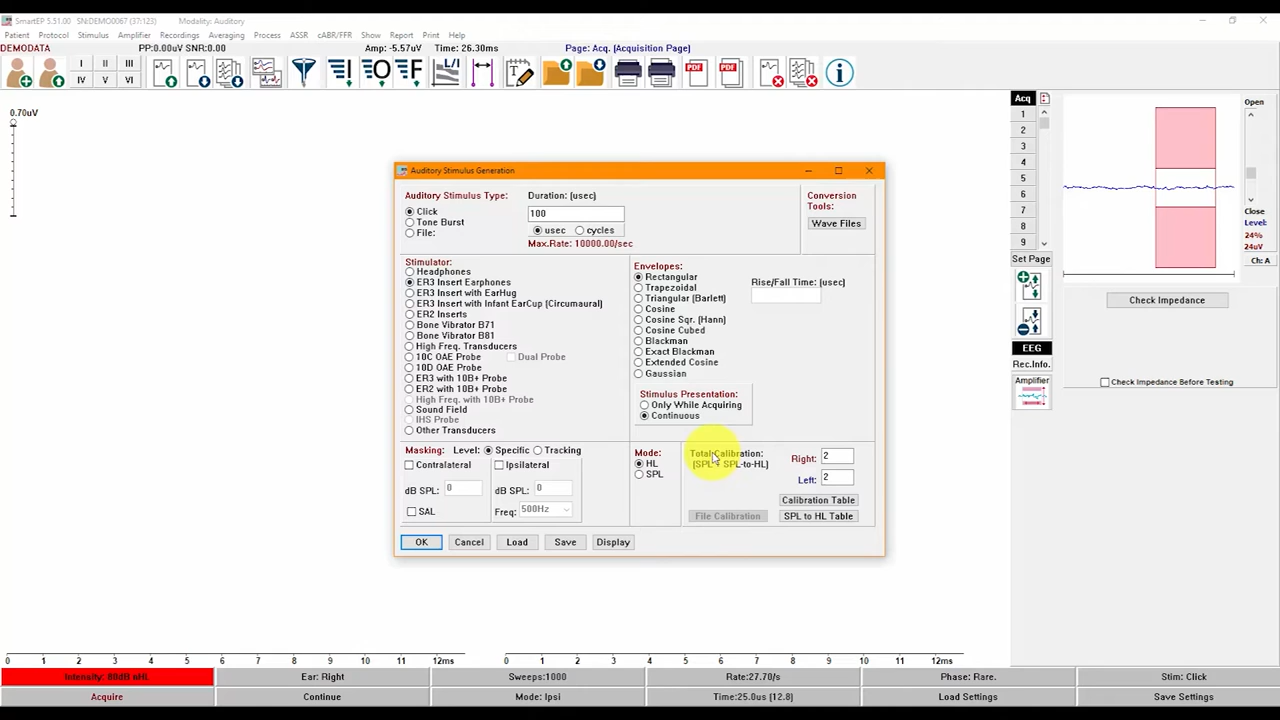 SmartEP 5.51.00 SN:DEMO0067 (37:123) Modality: Auditory
Patient Protocol Stimulus Amplifier Recordings Averaging Process ASSR cABR/FFR Show Report Print Help
DEMODATA PP:0.00uV SNR:0.00 Amp: -5.57uV Time: 26.30ms Page: Acq. (Acquisition Page)
I II III
IV V VI
L/I
PDF PDF
0.70uV
Auditory Stimulus Generation
Auditory Stimulus Type:
Click
Tone Burst
File:
Duration: (usec)
100
usec cycles
Max.Rate: 10000.00/sec
Conversion
Tools:
Wave Files
Stimulator:
Headphones
ER3 Insert Earphones
ER3 Insert with EarHug
ER3 Insert with Infant EarCup (Circumaural)
ER2 Inserts
Bone Vibrator B71
Bone Vibrator B81
High Freq. Transducers
10C OAE Probe Dual Probe
10D OAE Probe
ER3 with 10B+ Probe
ER2 with 10B+ Probe
High Freq. with 10B+ Probe
Sound Field
IHS Probe
Other Transducers
Envelopes:
Rectangular
Trapezoidal
Triangular (Barlett)
Cosine
Cosine Sqr. (Hann)
Cosine Cubed
Blackman
Exact Blackman
Extended Cosine
Gaussian
Rise/Fall Time: (usec)
Stimulus Presentation:
Only While Acquiring
Continuous
Masking: Level: Specific Tracking
Contralateral Ipsilateral
dB SPL: 0 dB SPL: 0
SAL Freq: 500Hz
Mode:
HL
SPL
Total Calibration:
(SPL + SPL-to-HL)
Right: 2
Left: 2
Calibration Table
File Calibration SPL to HL Table
OK Cancel Load Save Display
Acq
1
2
3
4
5
6
7
8
9
Set Page
EEG
Rec.Info.
Amplifier
Open
Close
Level:
24%
24uV
Ch: A
Check Impedance
Check Impedance Before Testing
0 1 2 3 4 5 6 7 8 9 10 11 12ms
0 1 2 3 4 5 6 7 8 9 10 11 12ms
Intensity: 80dB nHL Ear: Right Sweeps:1000 Rate:27.70/s Phase: Rare. Stim: Click
Acquire Continue Mode: Ipsi Time:25.0us (12.8) Load Settings Save Settings